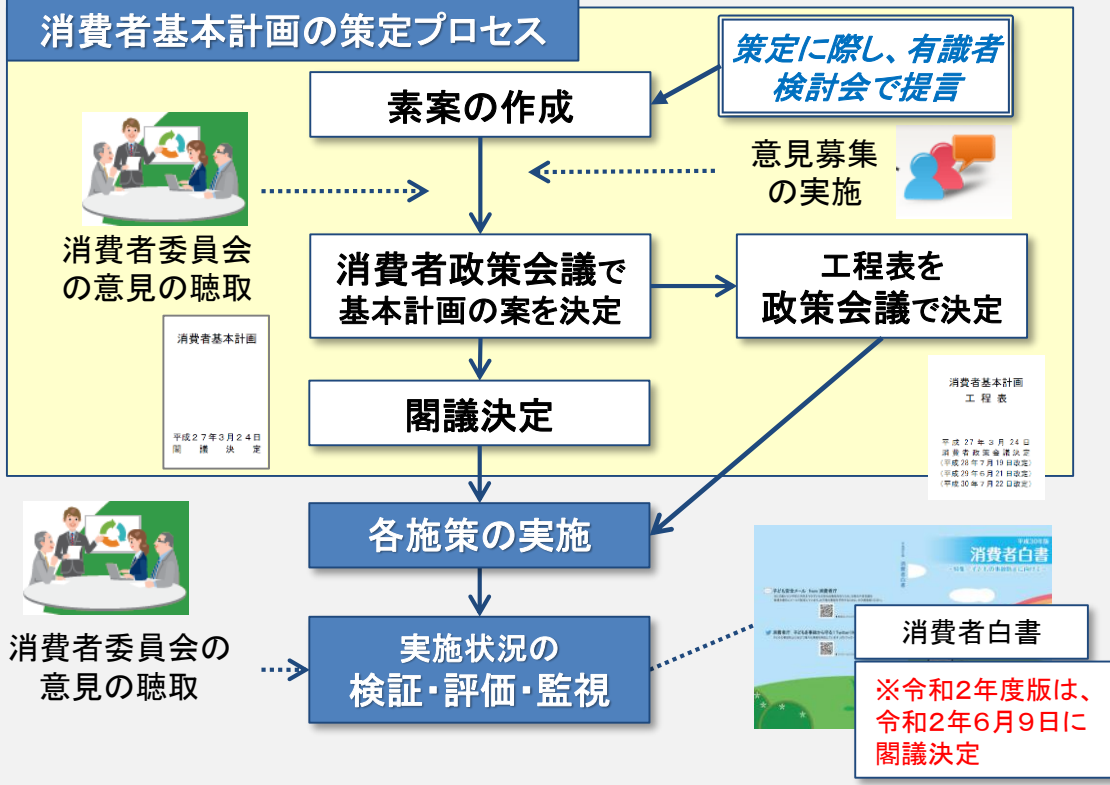 消費者基本計画の策定プロセス
策定に際し、有識者
検討会で提言
素案の作成
意見募集
の実施
消費者委員会
の意見の聴取
消費者政策会議で
基本計画の案を決定
工程表を
政策会議で決定
消費者基本計画
平成27年3月24日
閣議決定
閣議決定
消費者基本計画
工程表
平成27年3月24日
消費者政策会議決定
(平成28年7月19日改定)
(平成29年6月21日改定)
(平成30年7月22日改定)
各施策の実施
消費者委員会の
意見の聴取
実施状況の
検証・評価・監視
平成30年版
消費者白書
消費者白書
※令和2年度版は、
令和2年6月9日に
閣議決定